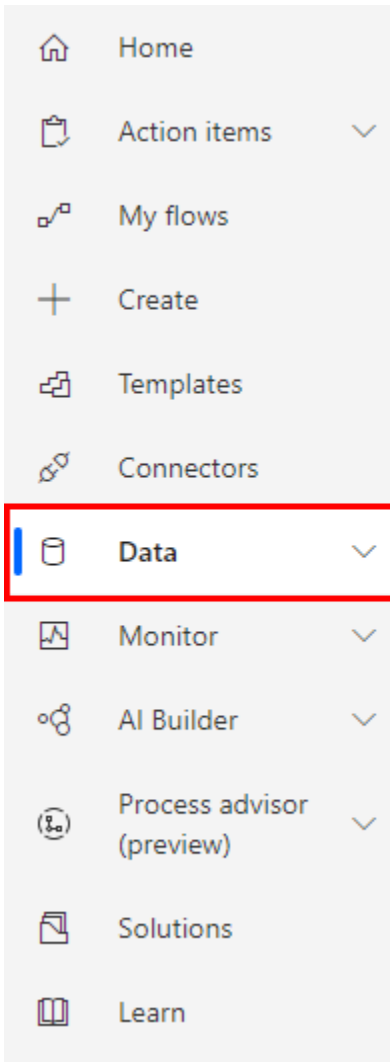 Home
Action items
My flows
Create
Templates
Connectors
Data
Monitor
AI Builder
Process advisor
(preview)
Solutions
Learn